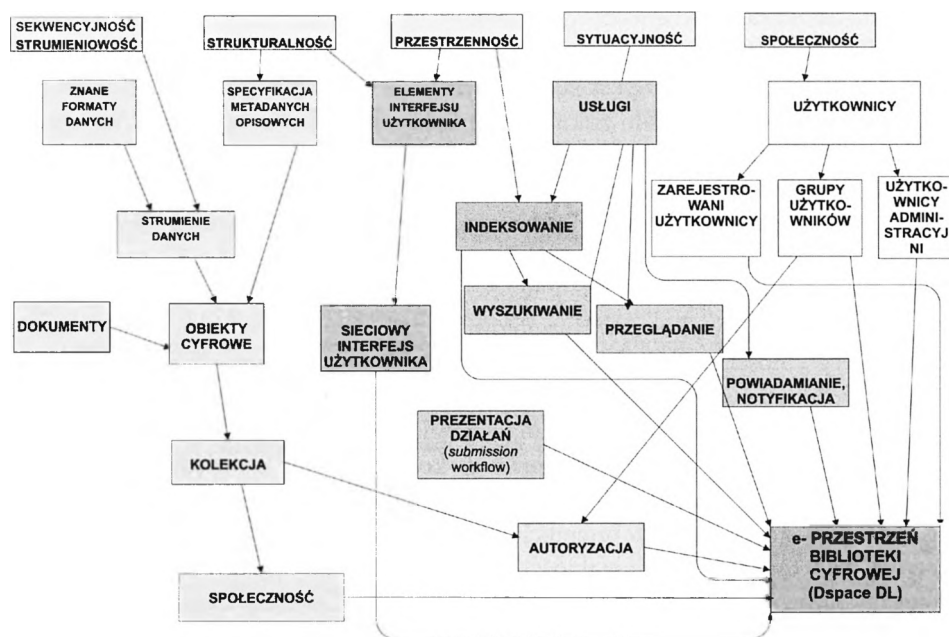 SEKWENCYJNOŚĆ
STRUMIENIOWOŚĆ
STRUKTURALNOŚĆ
PRZESTRZENNOŚĆ
SYTUACYJNOŚĆ
SPOŁECZNOŚĆ
ZNANE
FORMATY
DANYCH
SPECYFIKACJA
METADANYCH
OPISOWYCH
ELEMENTY
INTERFEJSU
UŻYTKOWNIKA
USŁUGI
UŻYTKOWNICY
STRUMIENIE
DANYCH
INDEKSOWANIE
ZAREJESTRO-
WANI
UŻYTKOWNICY
GRUPY
UŻYTKO-
WNIKÓW
UŻYTKO-
WNICY
ADMINI-
STRACYJ
NI
DOKUMENTY
OBIEKTY
CYFROWE
SIECIOWY
INTERFEJS
UŻYTKOWNIKA
WYSZUKIWANIE
PRZEGLĄDANIE
POWIADAMIANIE,
NOTYFIKACJA
PREZENTACJA
DZIAŁAŃ
(submission
workflow)
KOLEKCJA
AUTORYZACJA
e- PRZESTRZEŃ
BIBLIOTEKI
CYFROWEJ
(Dspace DL)
SPOŁECZNOŚĆ